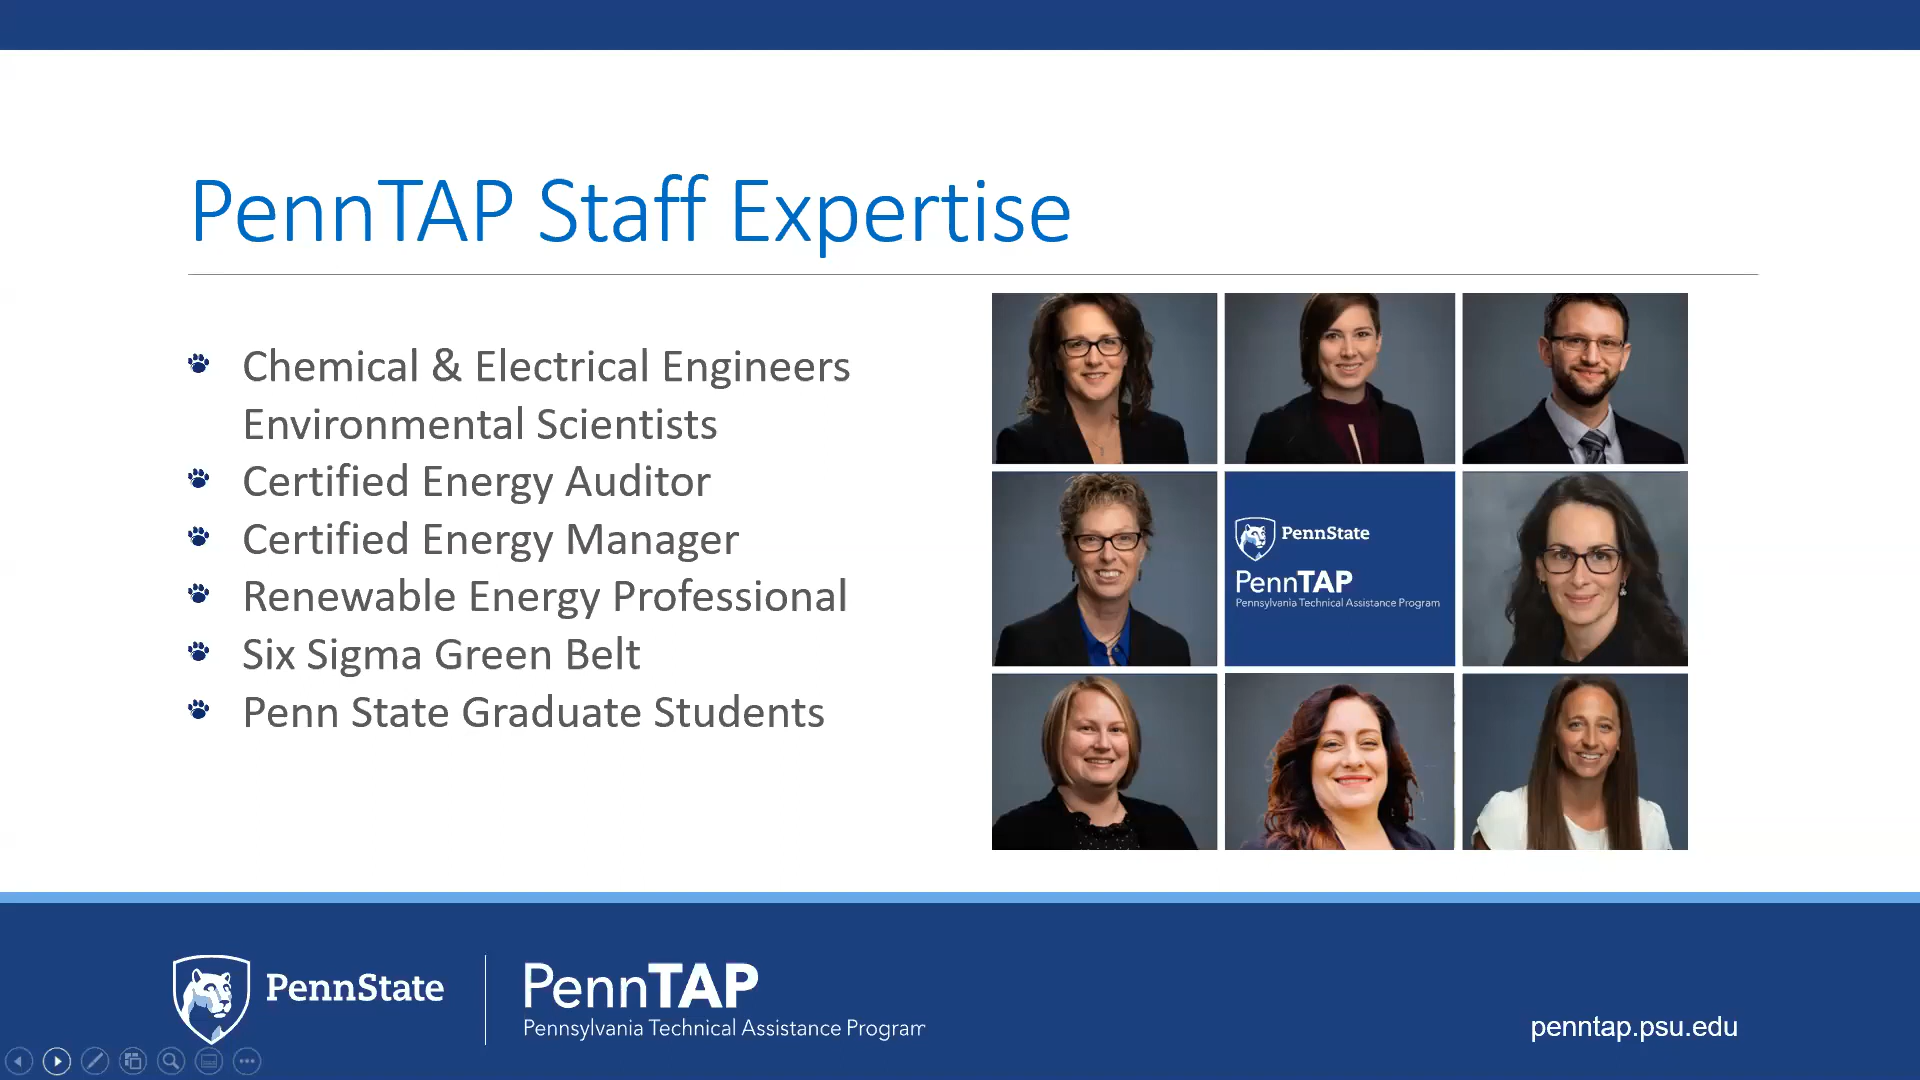 PennTAP Staff Expertise
Chemical & Electrical Engineers
Environmental Scientists
Certified Energy Auditor
Certified Energy Manager
Renewable Energy Professional
Six Sigma Green Belt
Penn State Graduate Students
PennState
PennTAP
Pennsylvania Technical Assistance Program
PennState
PennTAP
Pennsylvania Technical Assistance Program
penntap.psu.edu